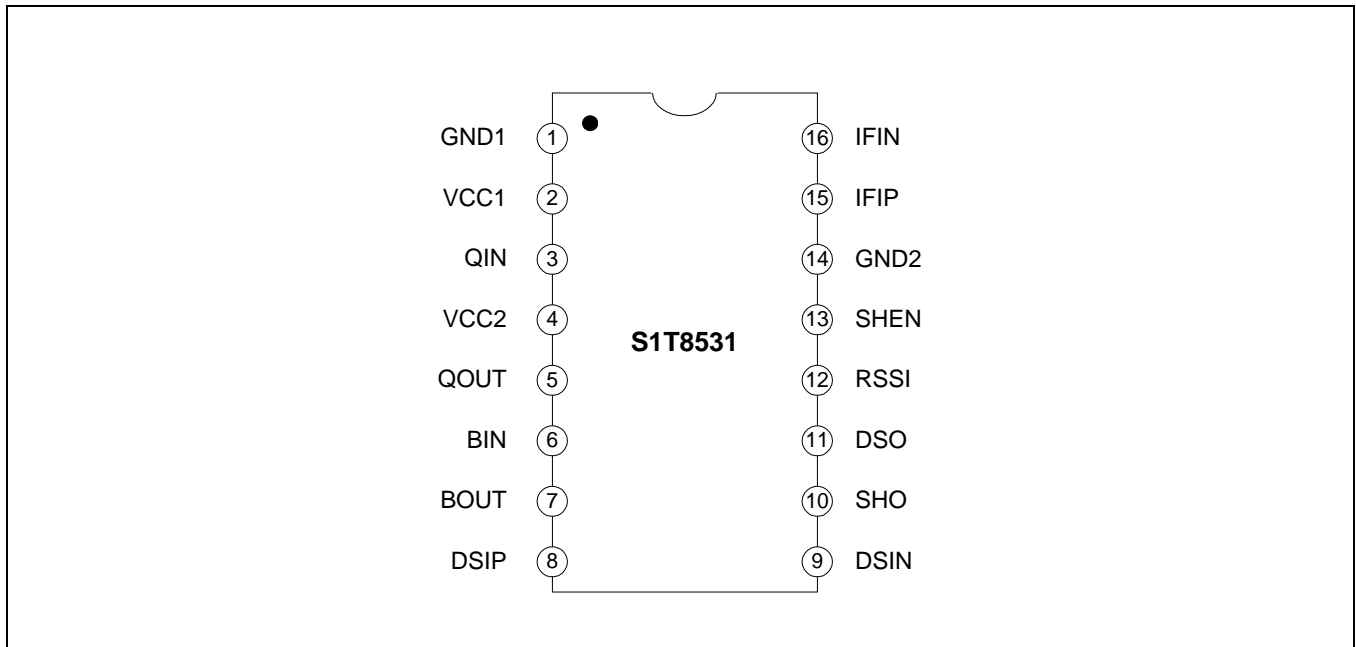 GND1 1 16 IFIN
VCC1 2 15 IFIP
QIN 3 14 GND2
VCC2 4 13 SHEN
S1T8531
QOUT 5 12 RSSI
BIN 6 11 DSO
BOUT 7 10 SHO
DSIP 8 9 DSIN